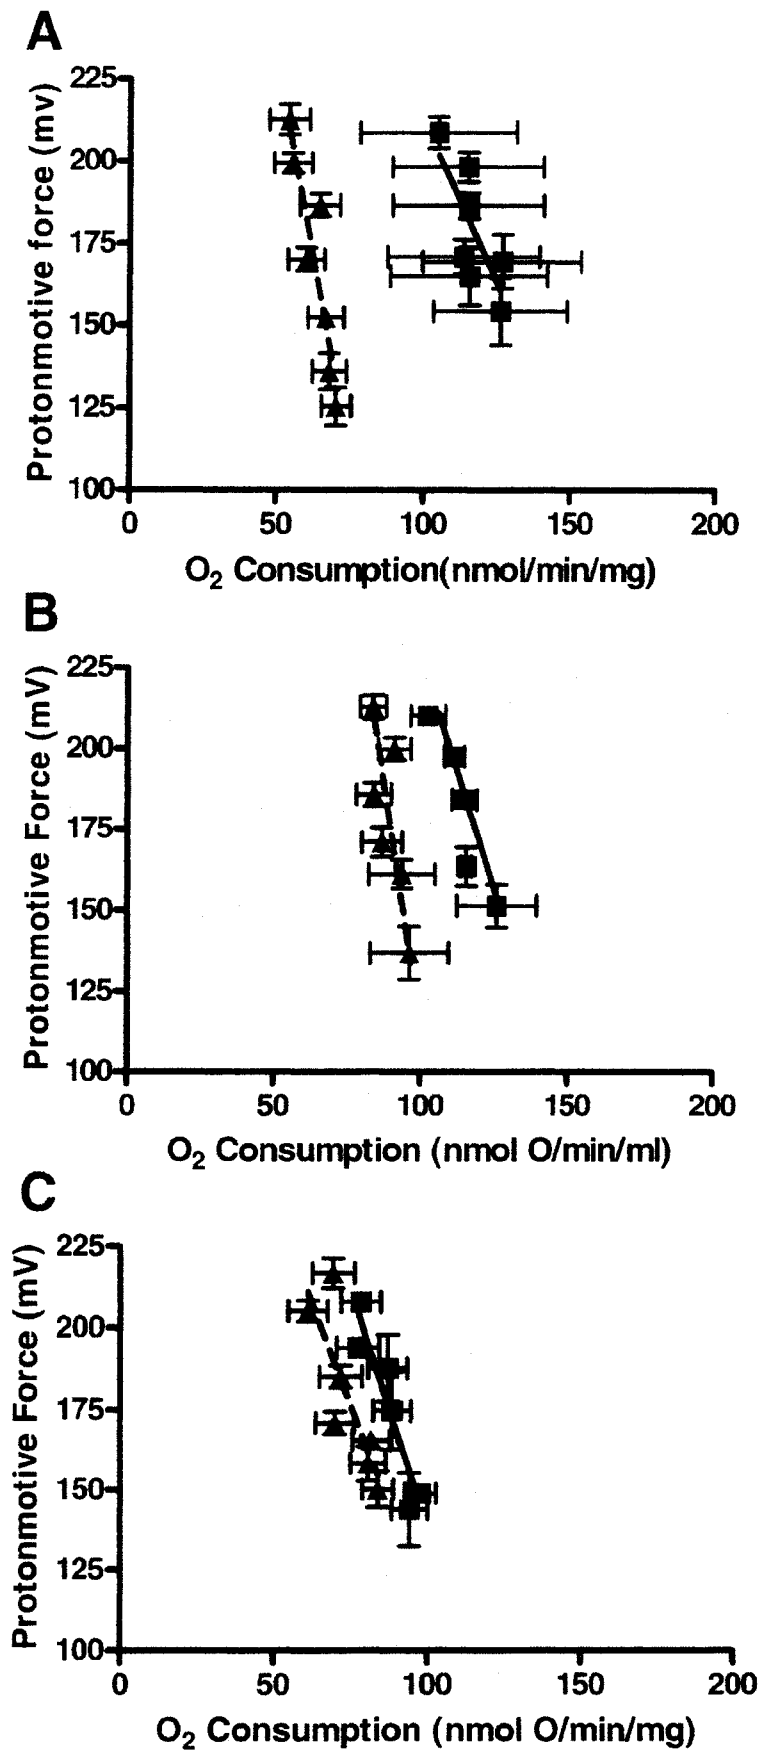 A
225
200
175
150
125
100
Protonmotive force (mv)
0 50 100 150 200
O₂ Consumption(nmol/min/mg)
B
225
200
175
150
125
100
Protonmotive Force (mV)
0 50 100 150 200
O₂ Consumption (nmol O/min/ml)
C
225
200
175
150
125
100
Protonmotive Force (mV)
0 50 100 150 200
O₂ Consumption (nmol O/min/mg)